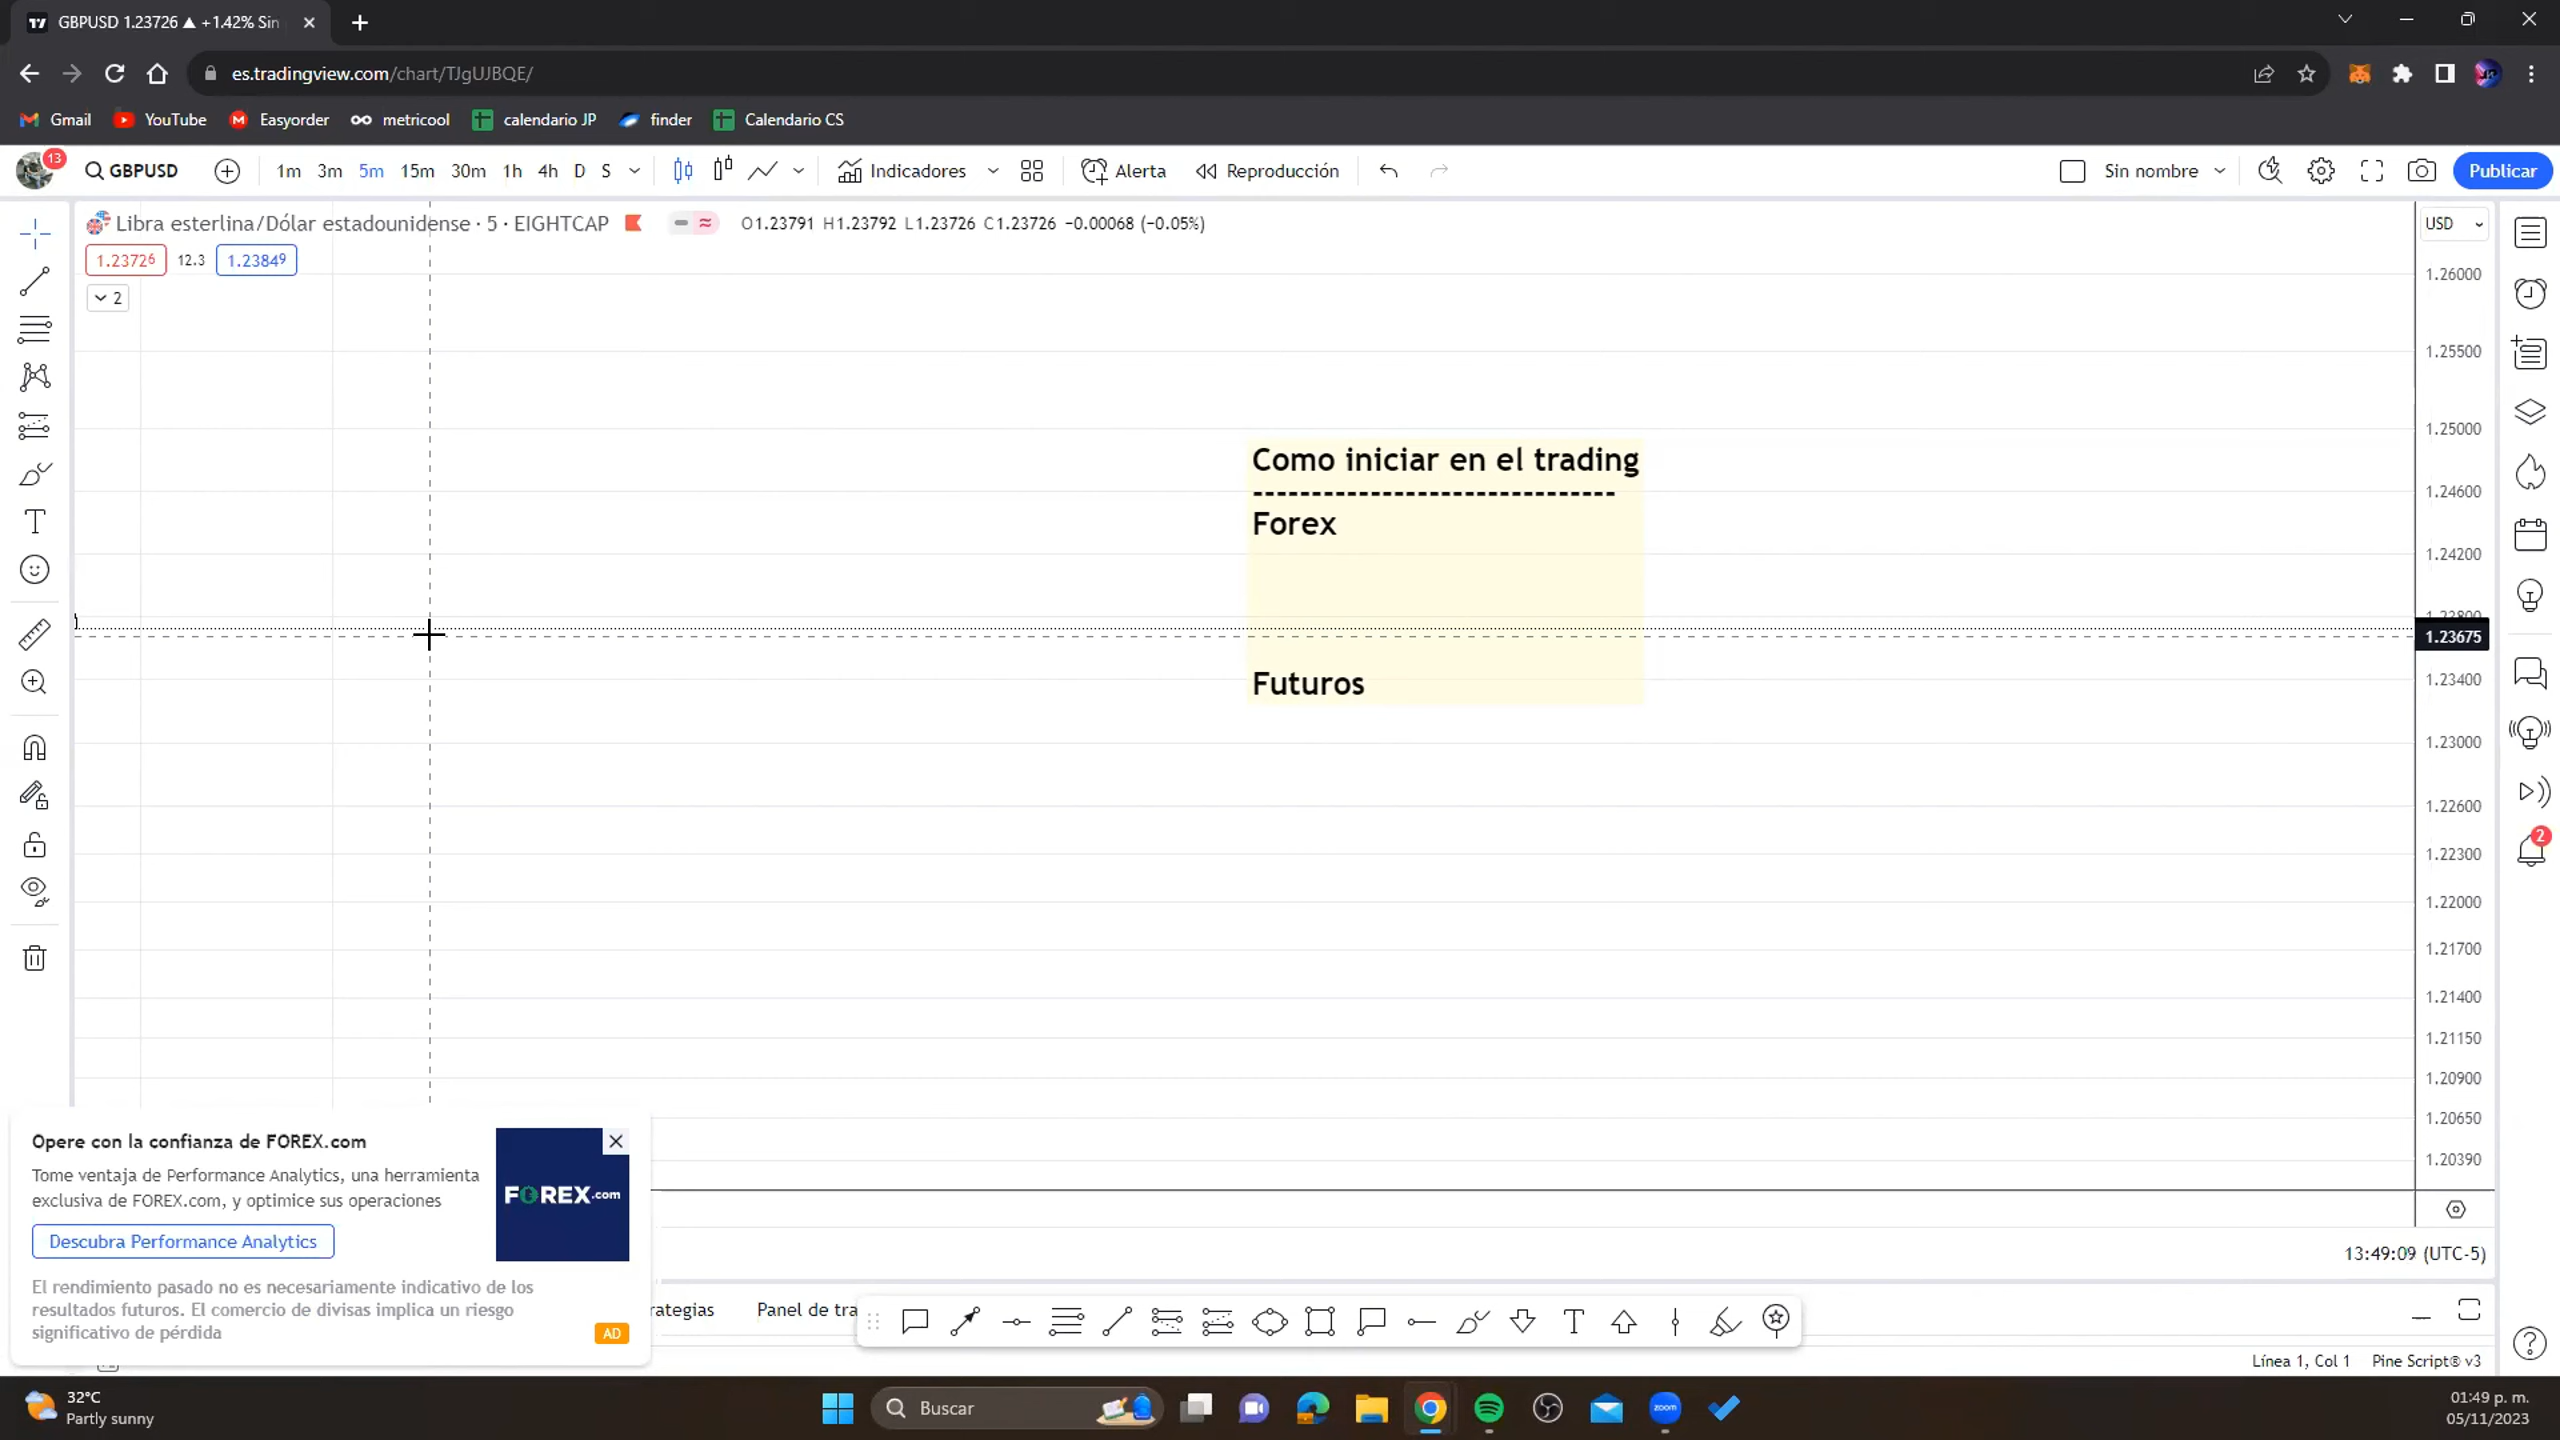 GBPUSD 1.23726 ▲ +1.42% Sin
es.tradingview.com/chart/TJgUJBQE/
Gmail
YouTube
Easyorder
metricool
calendario JP
finder
Calendario CS
13
GBPUSD
1m 3m 5m 15m 30m 1h 4h D S
Indicadores
Alerta
Reproducción
Sin nombre
Publicar
Libra esterlina/Dólar estadounidense · 5 · EIGHTCAP
O1.23791 H1.23792 L1.23726 C1.23726 −0.00068 (−0.05%)
USD
1.23726 12.3 1.23849
2
1.26000
1.25500
1.25000
1.24600
1.24200
1.23675
1.23400
1.23000
1.22600
1.22300
1.22000
1.21700
1.21400
1.21150
1.20900
1.20650
1.20390
Como iniciar en el trading
-------------------------------
Forex
Futuros
2
Opere con la confianza de FOREX.com
Tome ventaja de Performance Analytics, una herramienta
exclusiva de FOREX.com, y optimice sus operaciones
Descubra Performance Analytics
FOREX.com
El rendimiento pasado no es necesariamente indicativo de los
resultados futuros. El comercio de divisas implica un riesgo
significativo de pérdida
AD
13:49:09 (UTC-5)
rategias
Panel de tra
Línea 1, Col 1
Pine Script® v3
32°C
Partly sunny
Buscar
zoom
01:49 p. m.
05/11/2023